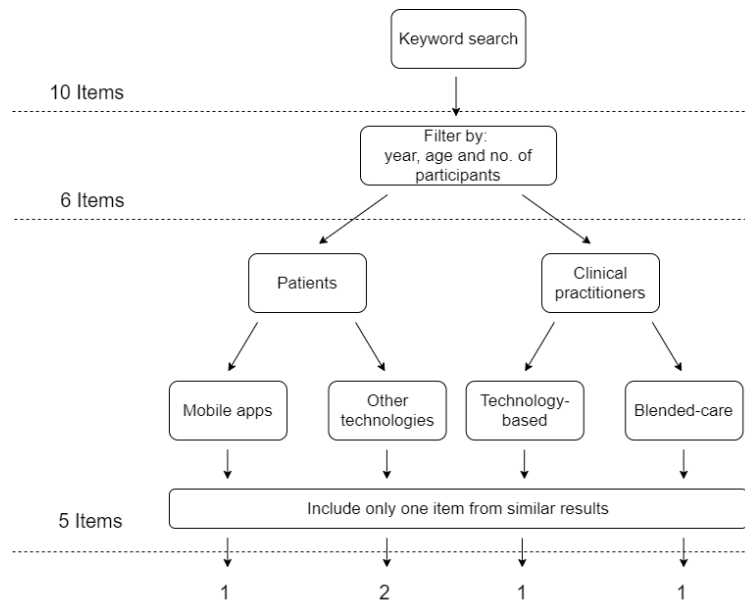 Keyword search
10 Items
Filter by:
year, age and no. of
participants
6 Items
Patients
Clinical
practitioners
Mobile apps
Other
technologies
Technology-
based
Blended-care
Include only one item from similar results
5 Items
1
2
1
1